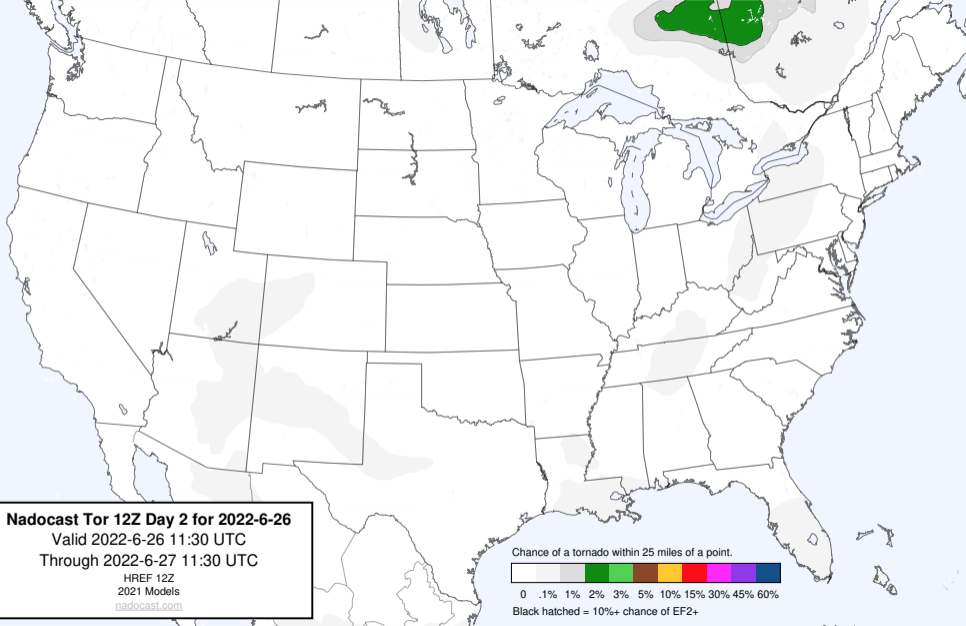 Nadocast Tor 12Z Day 2 for 2022-6-26
Valid 2022-6-26 11:30 UTC
Through 2022-6-27 11:30 UTC
HREF 12Z
2021 Models
nadocast.com
Chance of a tornado within 25 miles of a point.
0 .1% 1% 2% 3% 5% 10% 15% 30% 45% 60%
Black hatched = 10%+ chance of EF2+